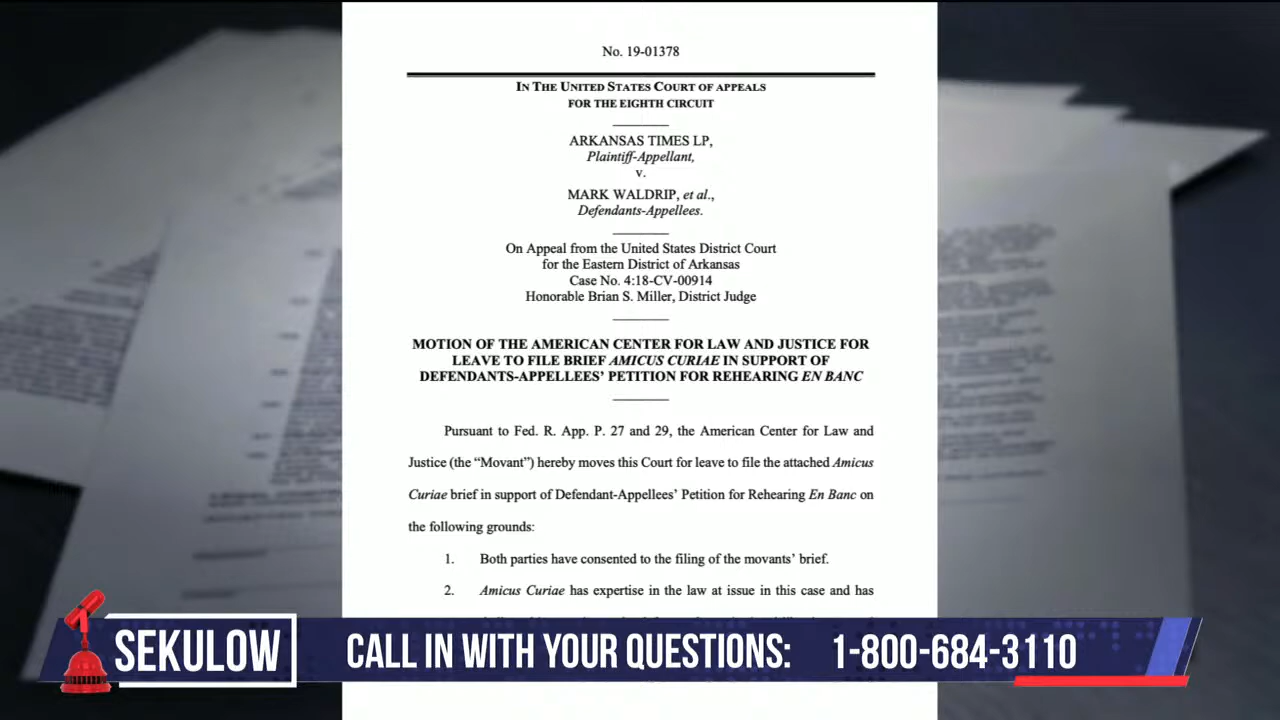 No. 19-01378
IN THE UNITED STATES COURT OF APPEALS
FOR THE EIGHTH CIRCUIT
ARKANSAS TIMES LP,
Plaintiff-Appellant,
v.
MARK WALDRIP, et al.,
Defendants-Appellees.
On Appeal from the United States District Court
for the Eastern District of Arkansas
Case No. 4:18-CV-00914
Honorable Brian S. Miller, District Judge
MOTION OF THE AMERICAN CENTER FOR LAW AND JUSTICE FOR
LEAVE TO FILE BRIEF AMICUS CURIAE IN SUPPORT OF
DEFENDANTS-APPELLEES’ PETITION FOR REHEARING EN BANC
Pursuant to Fed. R. App. P. 27 and 29, the American Center for Law and
Justice (the “Movant”) hereby moves this Court for leave to file the attached Amicus
Curiae brief in support of Defendant-Appellees’ Petition for Rehearing En Banc on
the following grounds:
1. Both parties have consented to the filing of the movants’ brief.
2. Amicus Curiae has expertise in the law at issue in this case and has
SEKULOW
CALL IN WITH YOUR QUESTIONS: 1-800-684-3110